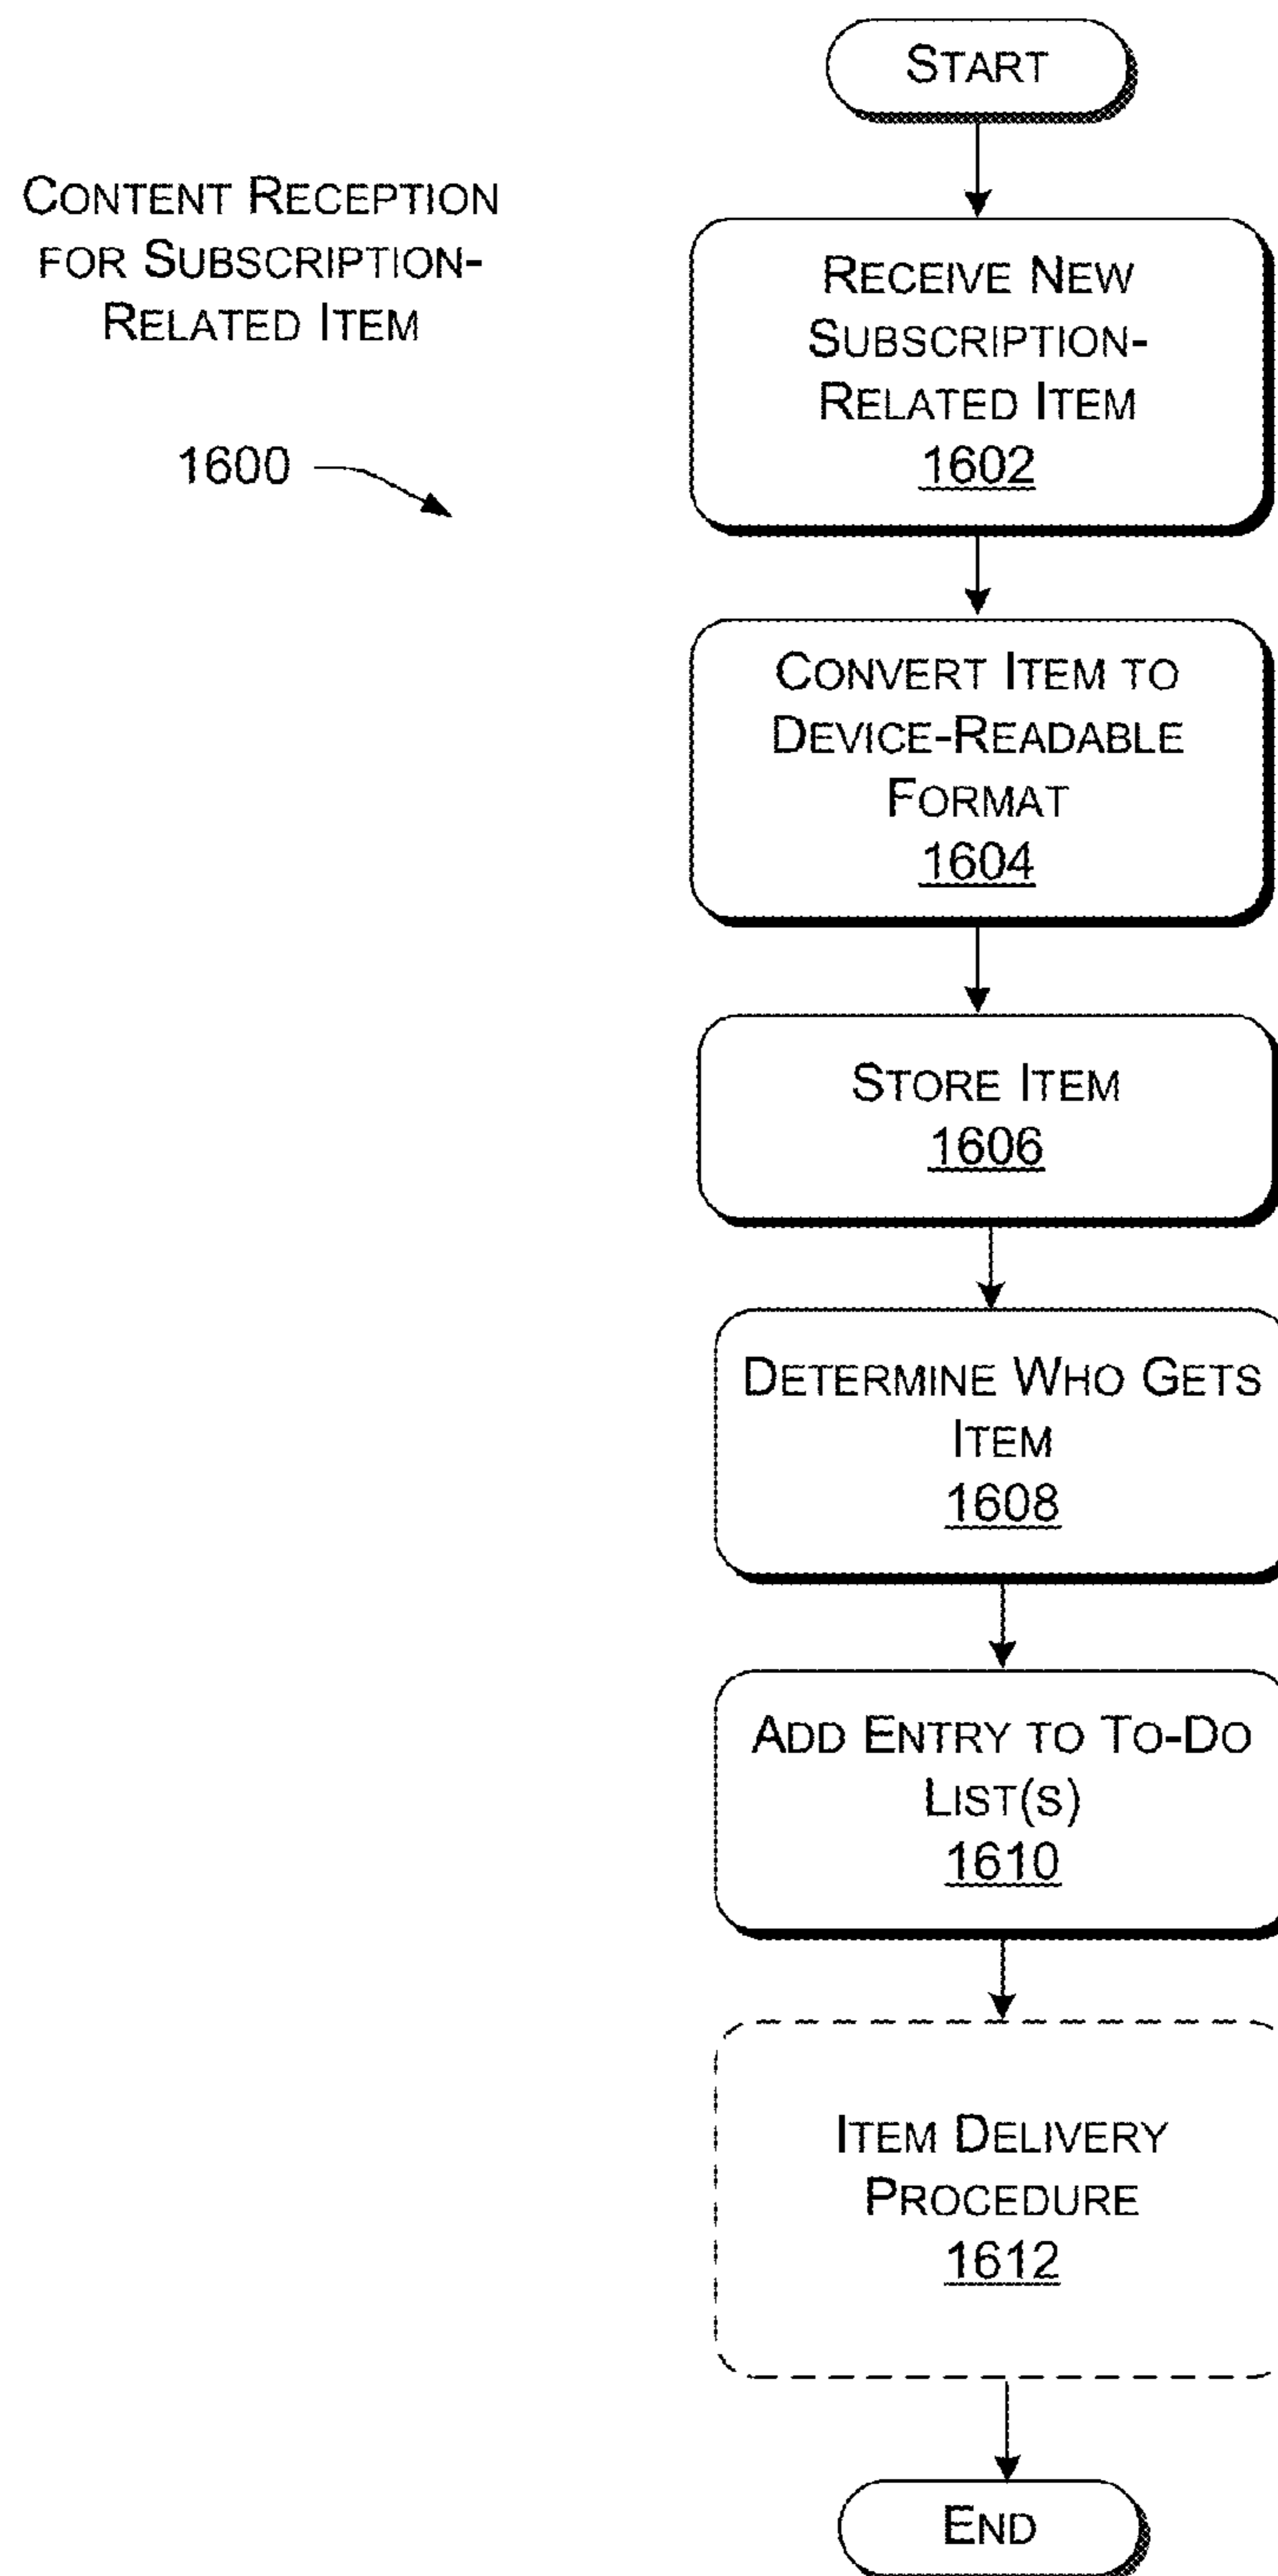 START
CONTENT RECEPTION
FOR SUBSCRIPTION-
RELATED ITEM
1600
RECEIVE NEW
SUBSCRIPTION-
RELATED ITEM
1602
CONVERT ITEM TO
DEVICE-READABLE
FORMAT
1604
STORE ITEM
1606
DETERMINE WHO GETS
ITEM
1608
ADD ENTRY TO TO-DO
LIST(S)
1610
ITEM DELIVERY
PROCEDURE
1612
END